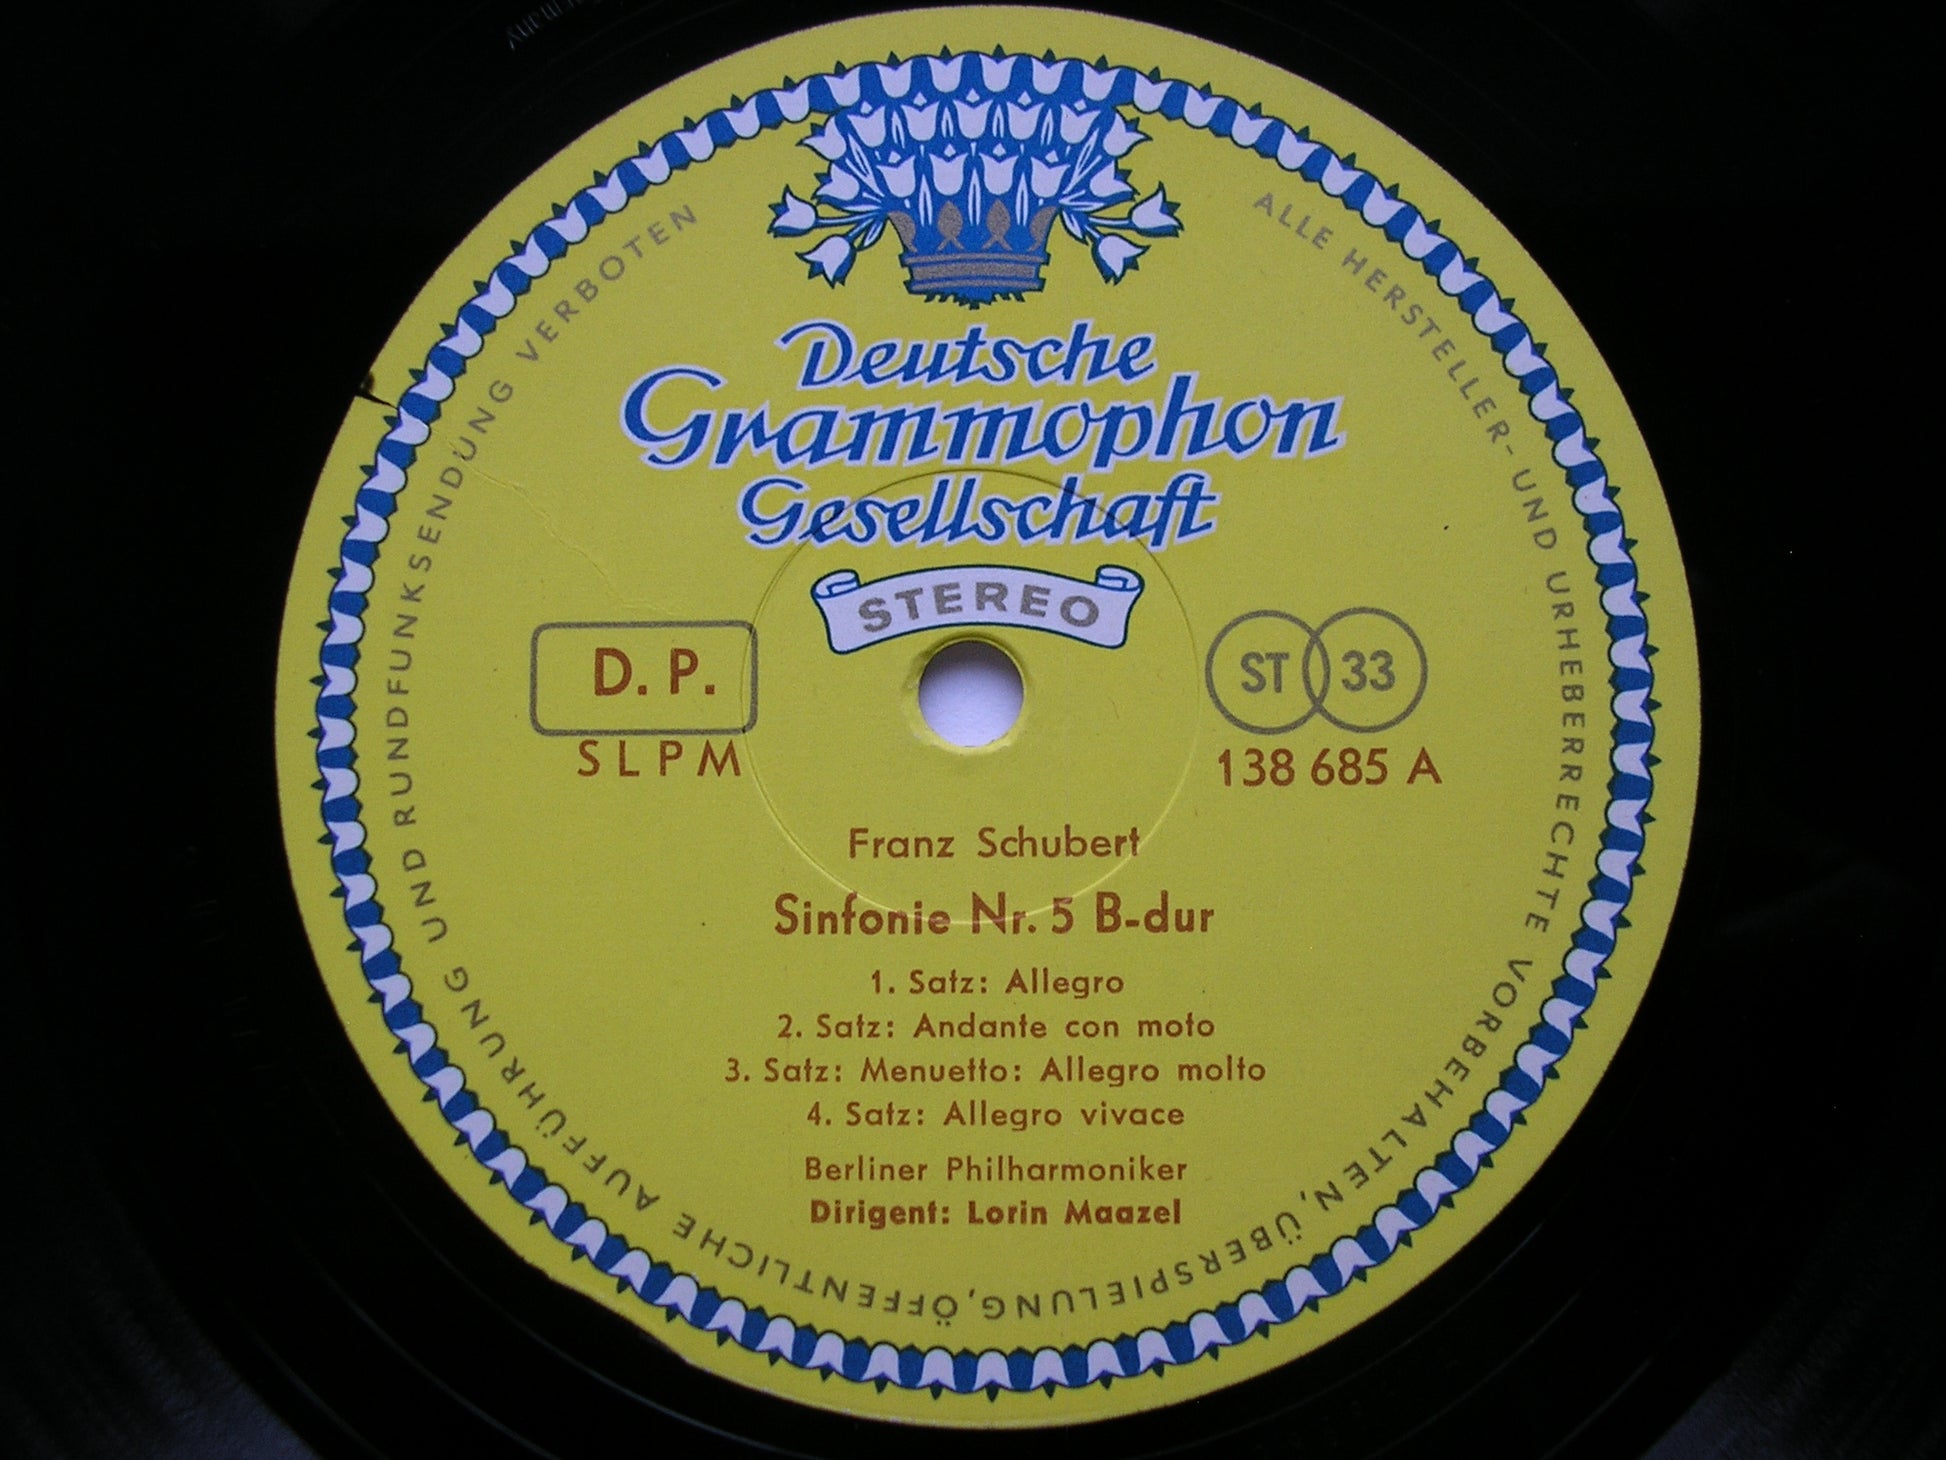 Deutsche
Grammophon
Gesellschaft
STEREO
D. P.
SLPM
ST 33
138 685 A
Franz Schubert
Sinfonie Nr. 5 B-dur
1. Satz: Allegro
2. Satz: Andante con moto
3. Satz: Menuetto: Allegro molto
4. Satz: Allegro vivace
Berliner Philharmoniker
Dirigent: Lorin Maazel
ALLE HERSTELLER- UND URHEBERRECHTE VORBEHALTEN, ÜBERSPIELUNG, ÖFFENTLICHE AUFFÜHRUNG UND RUNDFUNKSENDUNG VERBOTEN